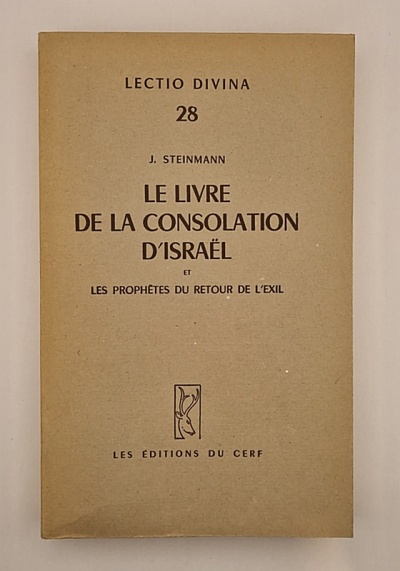 LECTIO DIVINA
28
J. STEINMANN
LE LIVRE
DE LA CONSOLATION
D'ISRAËL
ET
LES PROPHÈTES DU RETOUR DE L'EXIL
LES ÉDITIONS DU CERF